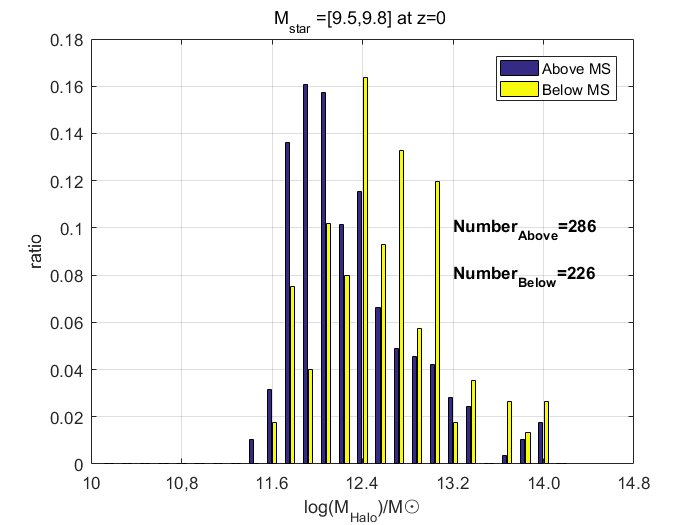 M_star =[9.5,9.8] at z=0
0.18
0.16
0.14
0.12
0.1
0.08
0.06
0.04
0.02
0
ratio
Above MS
Below MS
Number_Above=286
Number_Below=226
10 10,8 11.6 12.4 13.2 14.0 14.8
log(M_Halo)/M☉